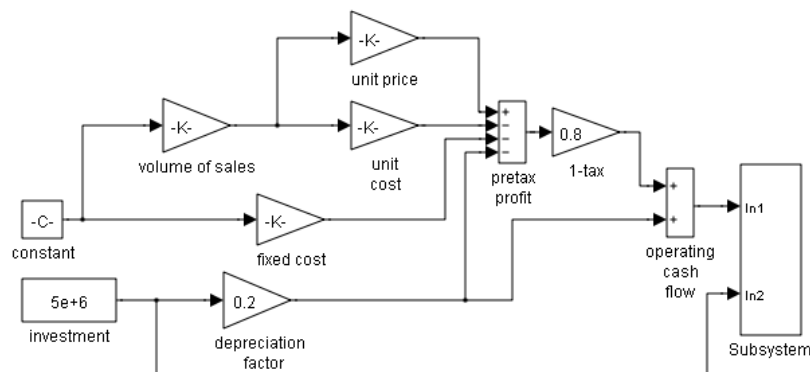 -K-
unit price
-K-
volume of sales
-K-
unit
cost
+
−
−
−
pretax
profit
0.8
1-tax
-C-
constant
-K-
fixed cost
+
+
operating
cash
flow
In1
In2
Subsystem
5e+6
investment
0.2
depreciation
factor